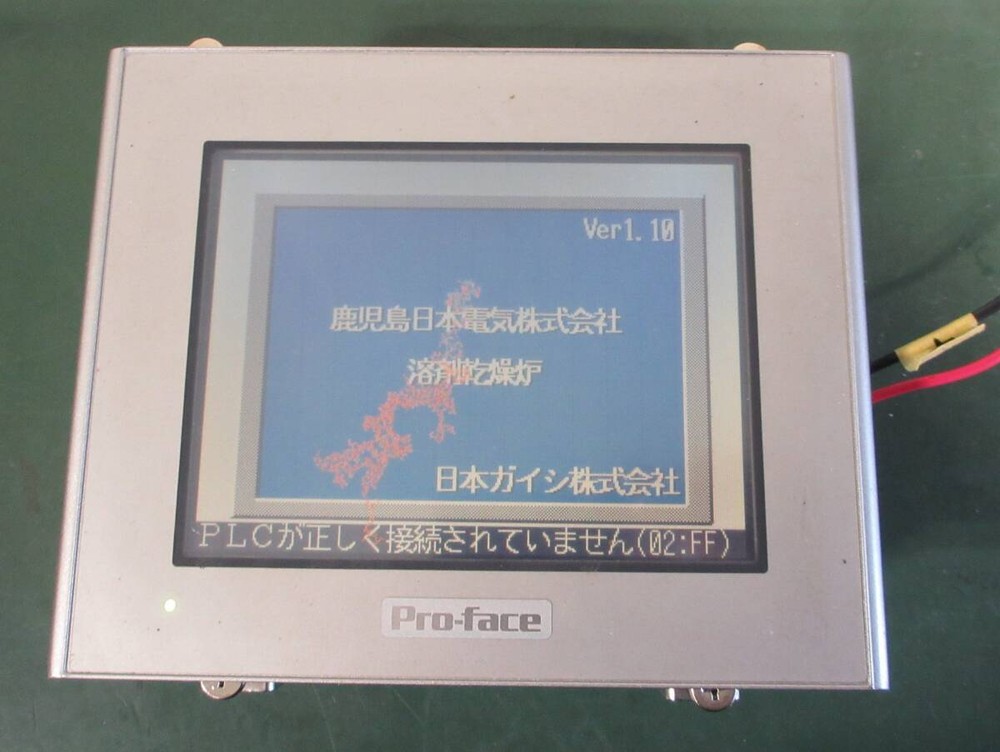 Ver1.10
鹿児島日本電気株式会社
溶剤乾燥炉
日本ガイシ株式会社
PLCが正しく接続されていません(02:FF)
Pro-face